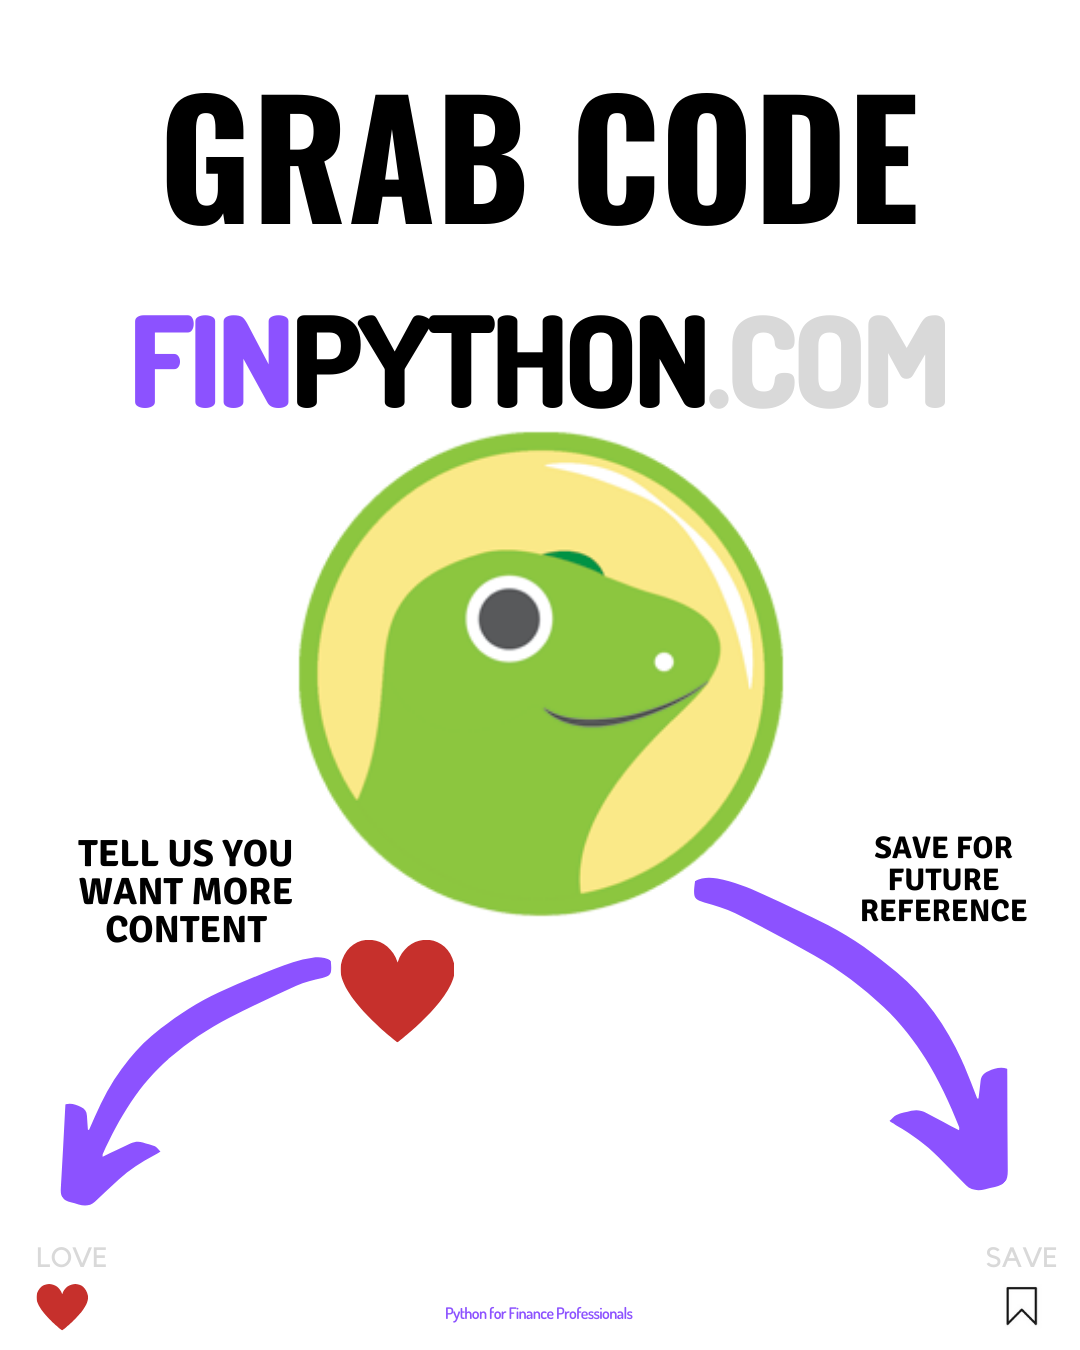 GRAB CODE
FINPYTHON.COM
TELL US YOU
WANT MORE
CONTENT
SAVE FOR
FUTURE
REFERENCE
LOVE
SAVE
Python for Finance Professionals